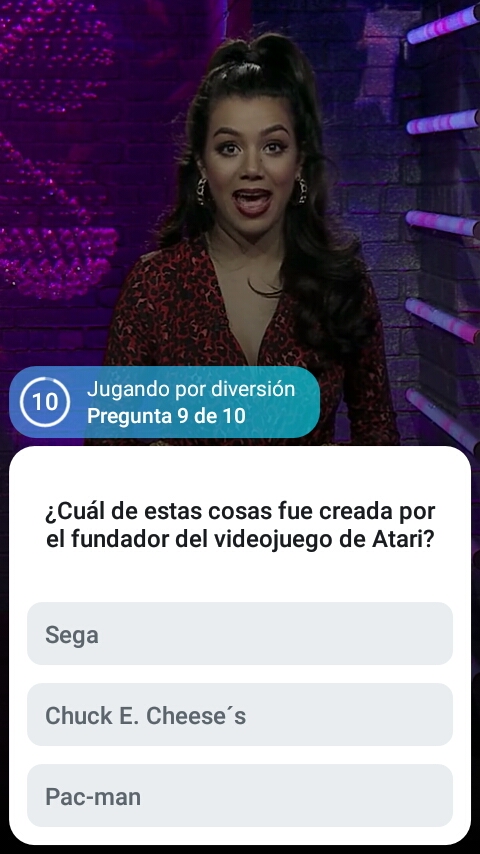 10
Jugando por diversión
Pregunta 9 de 10
¿Cuál de estas cosas fue creada por
el fundador del videojuego de Atari?
Sega
Chuck E. Cheese´s
Pac-man